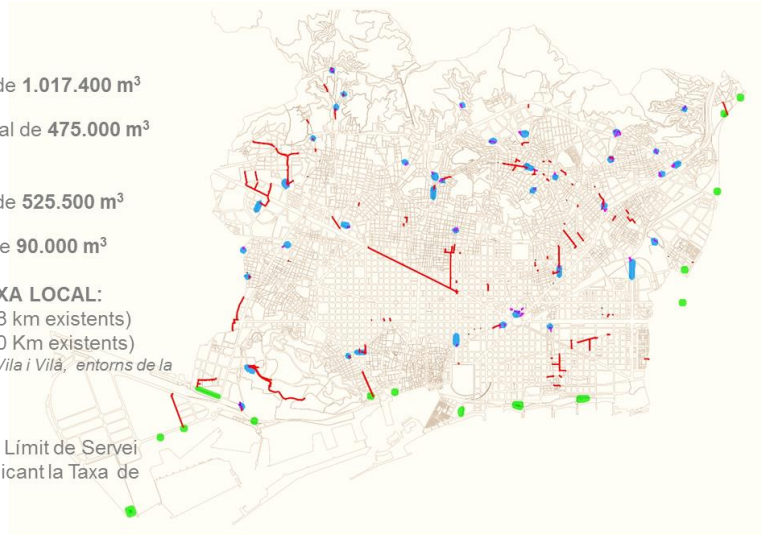 de 1.017.400 m³
al de 475.000 m³
de 525.500 m³
e 90.000 m³
XA LOCAL:
8 km existents)
0 Km existents)
Vila i Vilà, entorns de la
Límit de Servei
icant la Taxa de